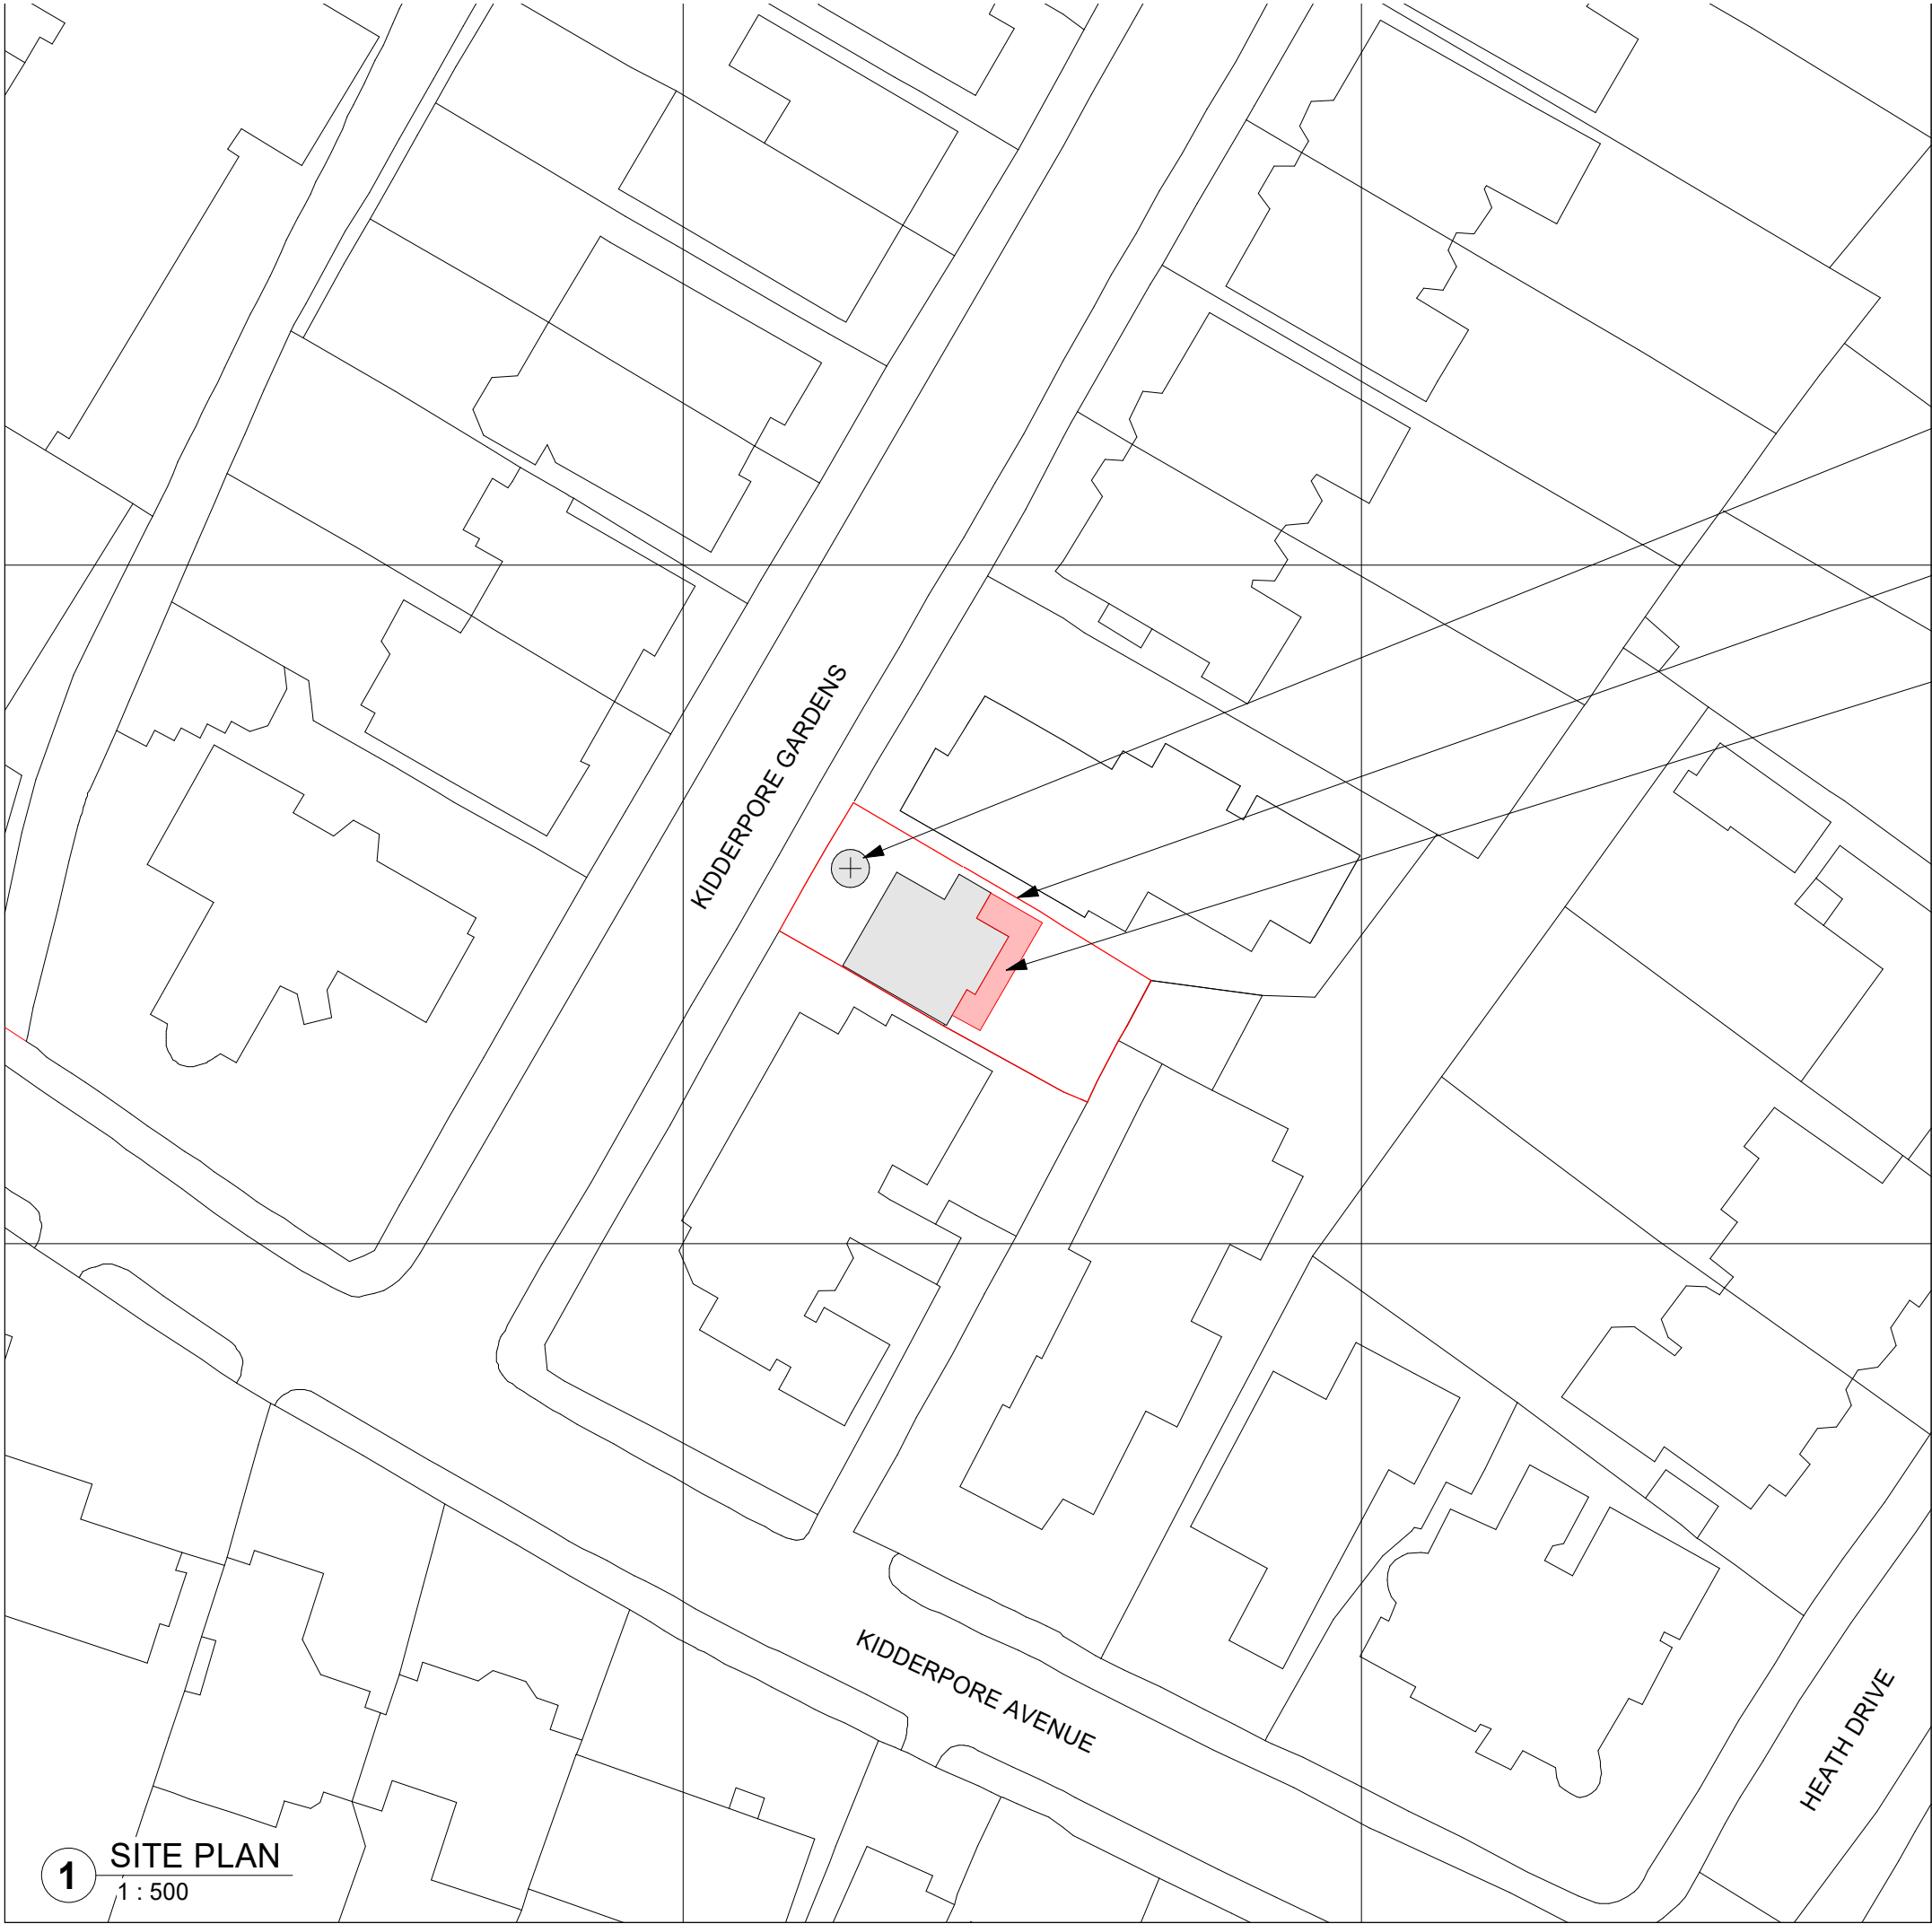 KIDDERPORE GARDENS
KIDDERPORE AVENUE
HEATH DRIVE
1 SITE PLAN
1 : 500